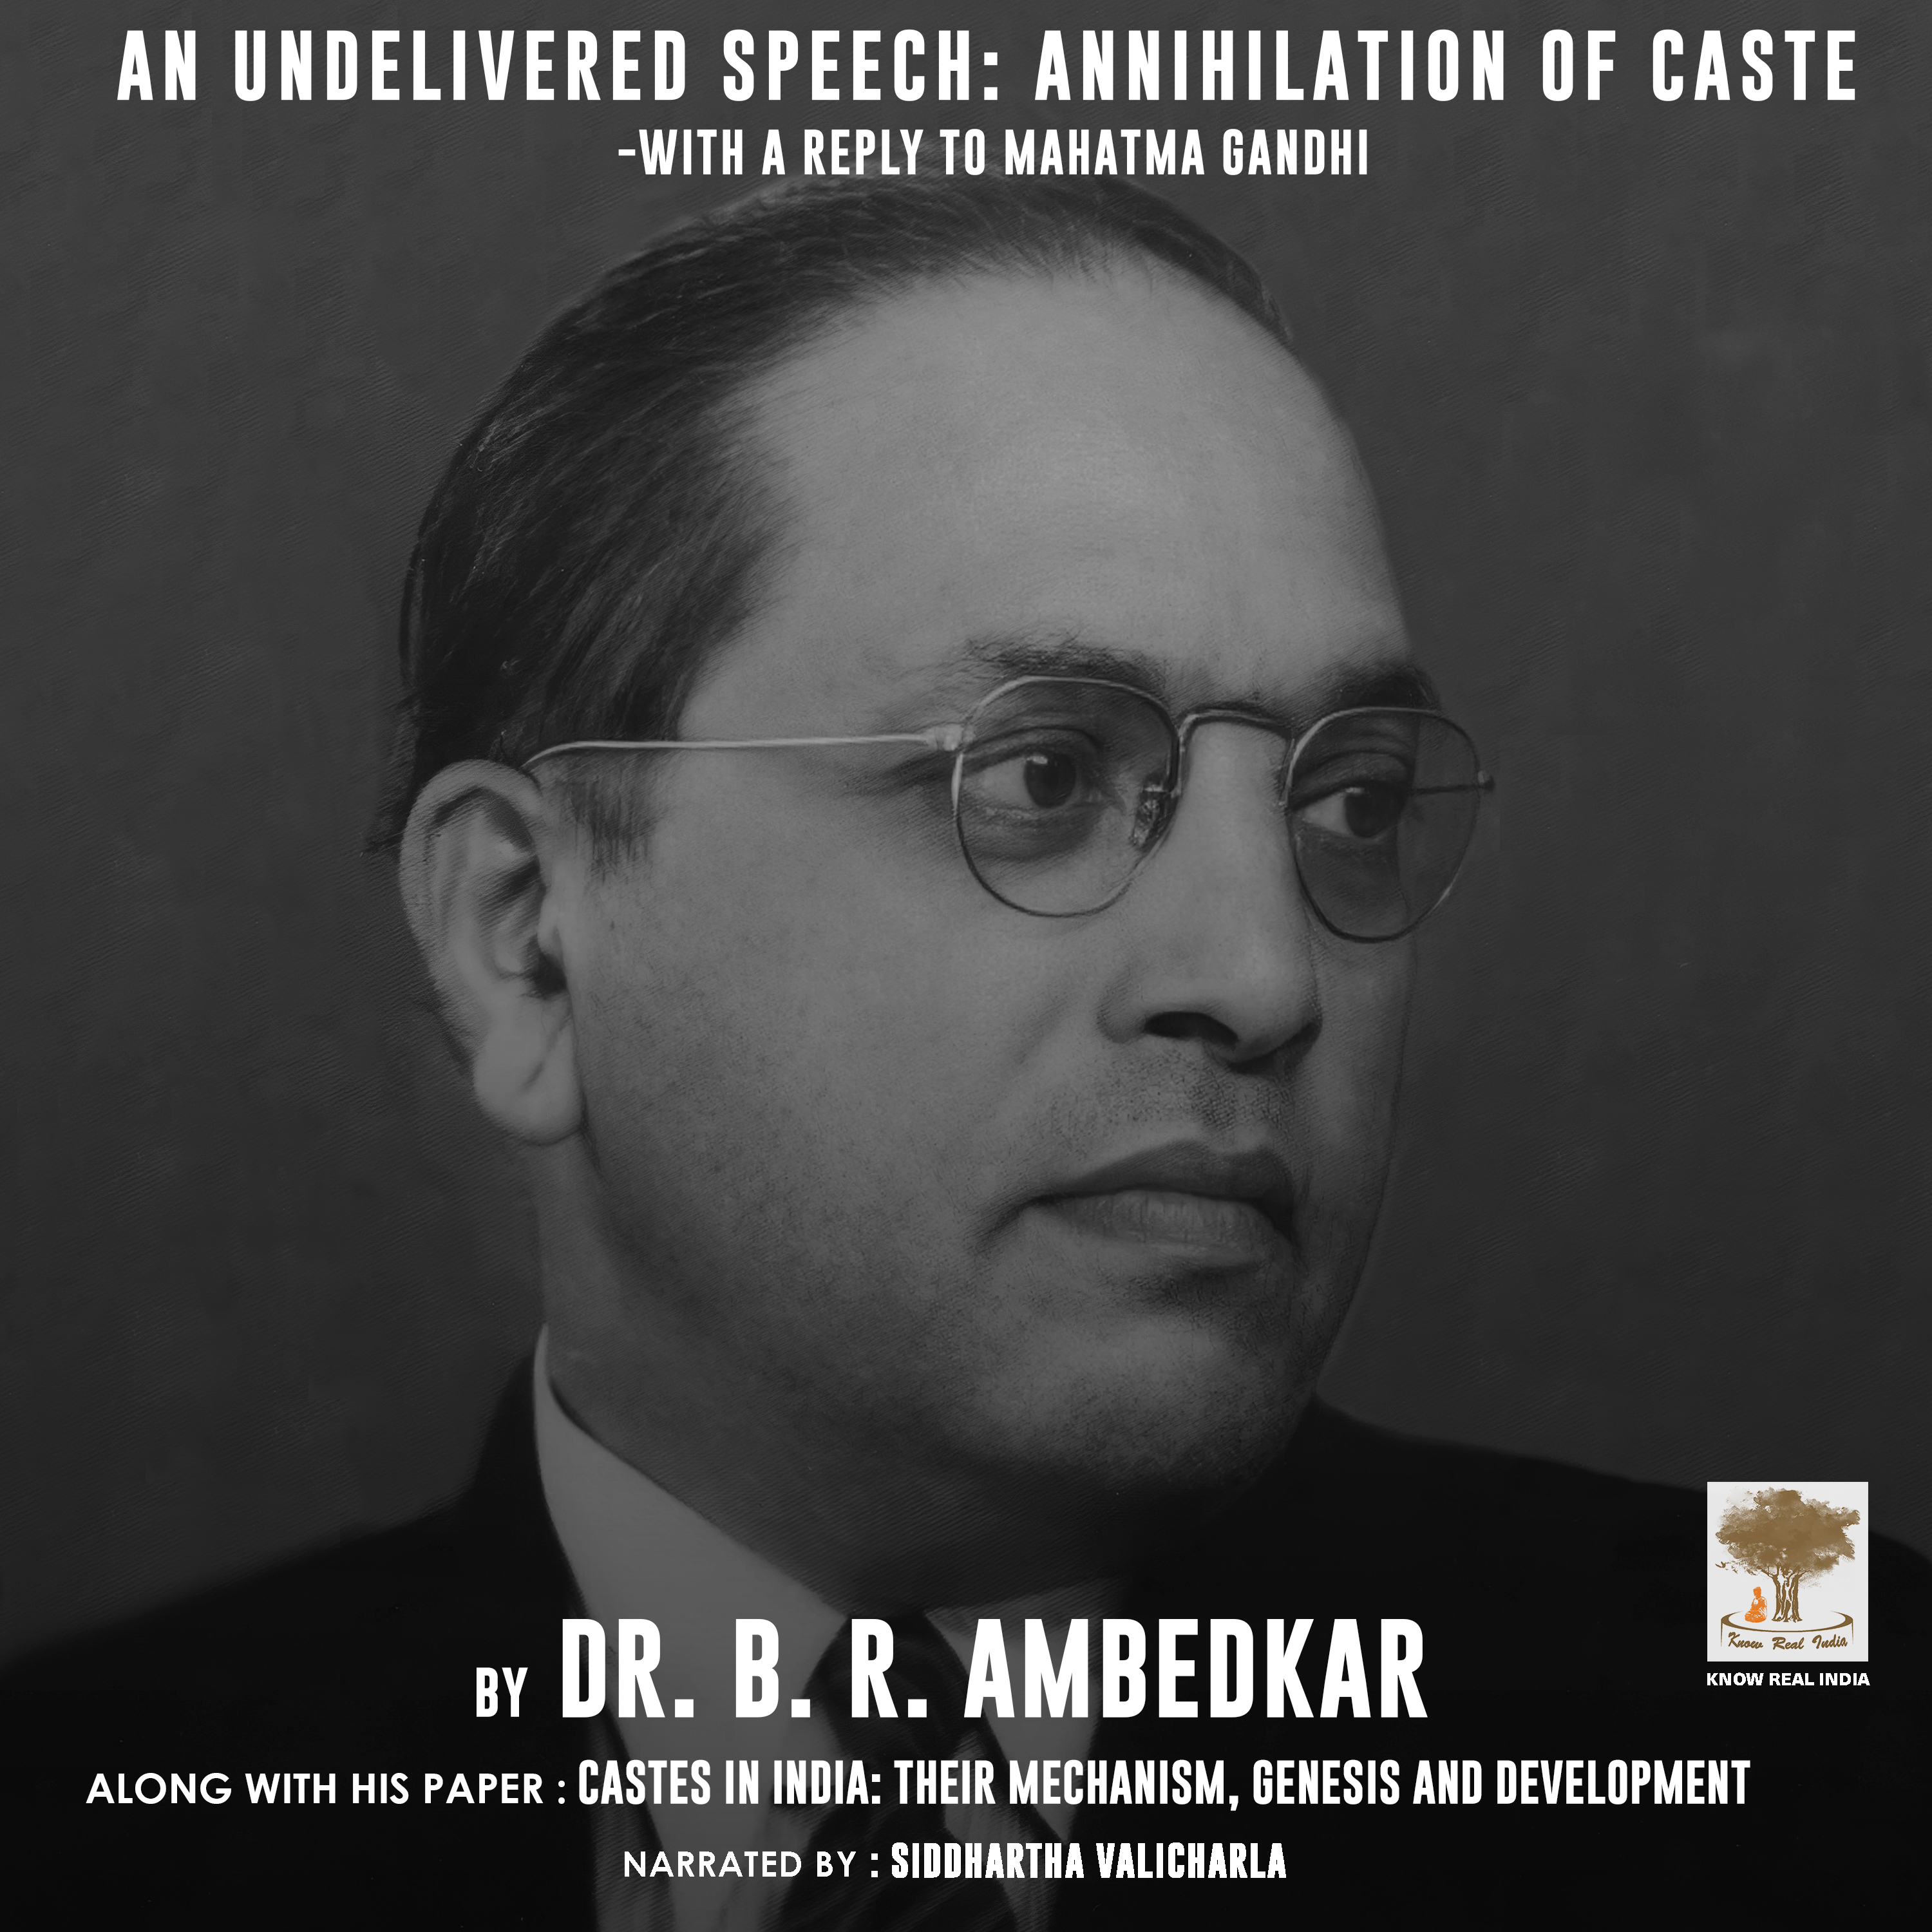 AN UNDELIVERED SPEECH: ANNIHILATION OF CASTE
-WITH A REPLY TO MAHATMA GANDHI
BY DR. B. R. AMBEDKAR
Know Real India
KNOW REAL INDIA
ALONG WITH HIS PAPER : CASTES IN INDIA: THEIR MECHANISM, GENESIS AND DEVELOPMENT
NARRATED BY : SIDDHARTHA VALICHARLA